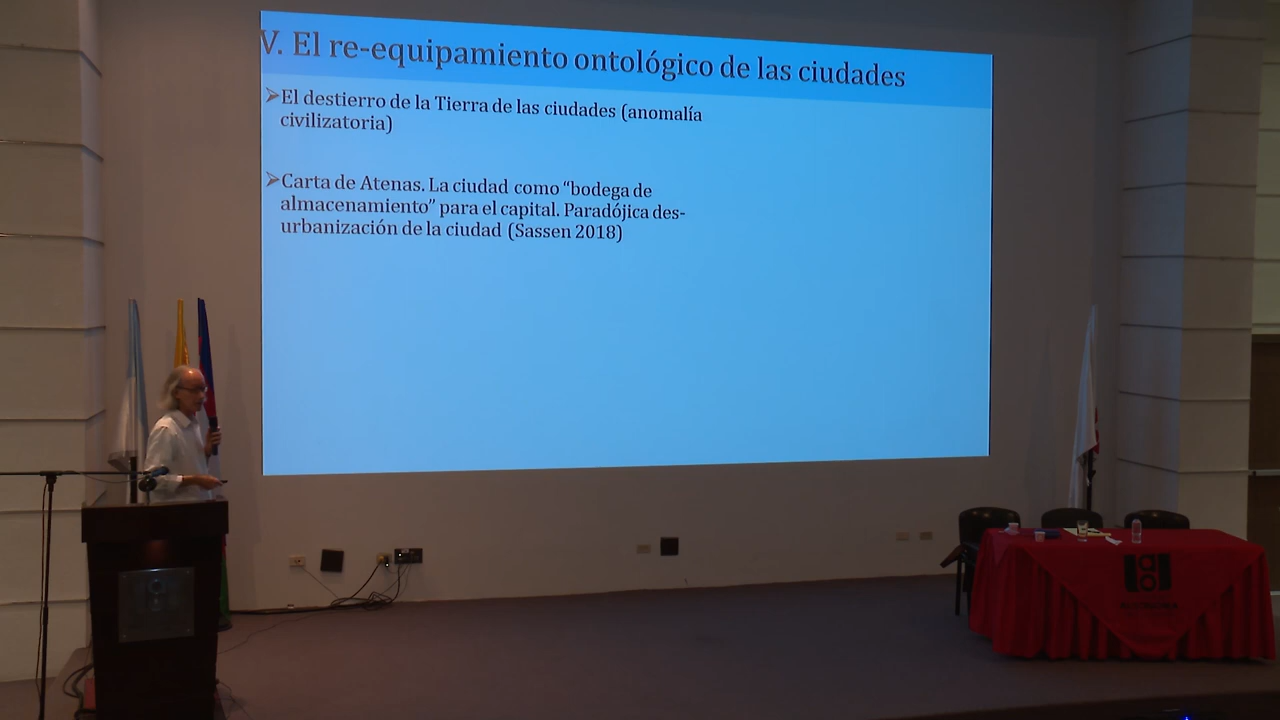 V. El re-equipamiento ontológico de las ciudades
➢El destierro de la Tierra de las ciudades (anomalía
civilizatoria)
➢Carta de Atenas. La ciudad como “bodega de
almacenamiento” para el capital. Paradójica des-
urbanización de la ciudad (Sassen 2018)